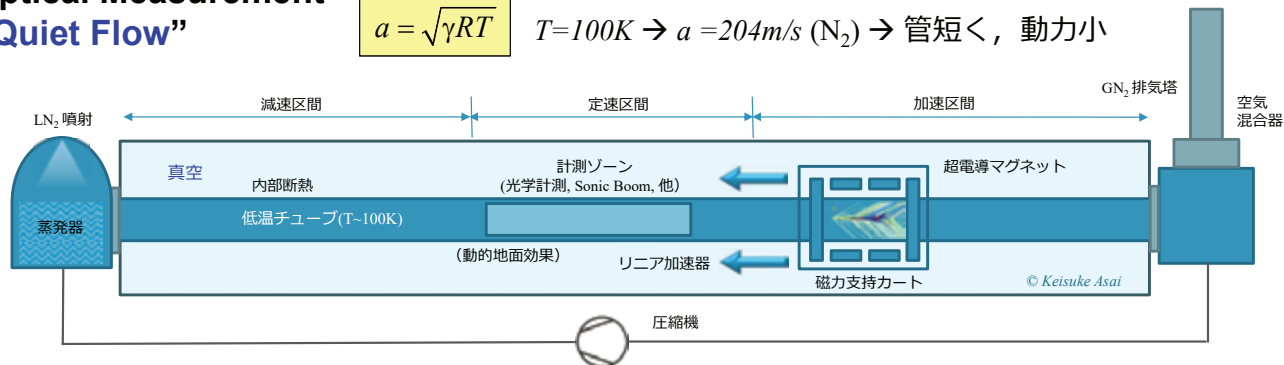 ptical Measurement
Quiet Flow”
a = √γRT
T=100K → a =204m/s (N₂) → 管短く，動力小
減速区間
定速区間
加速区間
GN₂ 排気塔
空気
混合器
LN₂ 噴射
真空
内部断熱
計測ゾーン
(光学計測, Sonic Boom, 他）
超電導マグネット
蒸発器
低温チューブ(T~100K)
（動的地面効果）
リニア加速器
磁力支持カート
© Keisuke Asai
圧縮機